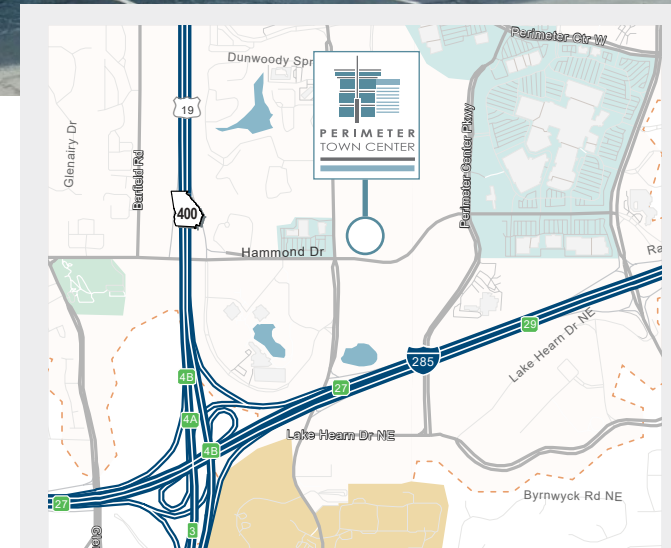 Perimeter Ctr W
Dunwoody Spr
19
PERIMETER
TOWN CENTER
Glenairy Dr
Barfield Rd
Perimeter Center Pkwy
400
Hammond Dr
Ra
29
285
Lake Hearn Dr NE
4B
27
4A
Lake Hearn Dr NE
4B
Byrnwyck Rd NE
27
3